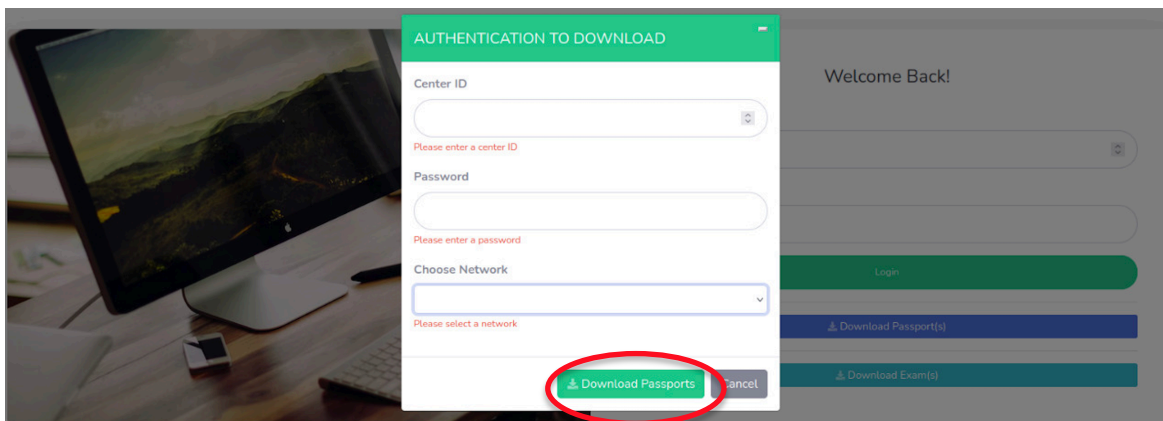 AUTHENTICATION TO DOWNLOAD
Center ID
Please enter a center ID
Password
Please enter a password
Choose Network
Please select a network
Download Passports
Cancel
Welcome Back!
Login
Download Passport(s)
Download Exam(s)